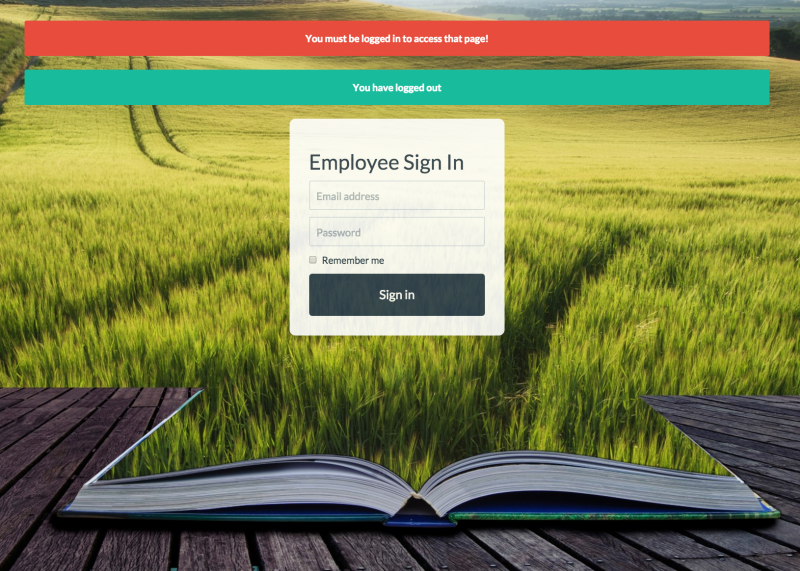 You must be logged in to access that page!
You have logged out
Employee Sign In
Email address
Password
Remember me
Sign in